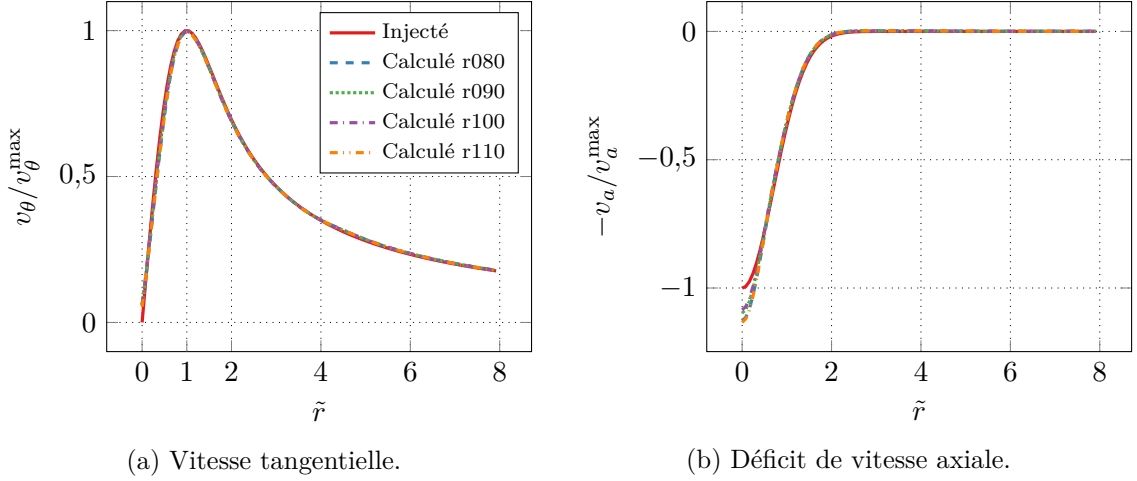 1
0,5
0
0 1 2 4 6 8
r̃
v_θ/v_θ^max
Injecté
Calculé r080
Calculé r090
Calculé r100
Calculé r110
(a) Vitesse tangentielle.
0
−0,5
−1
0 2 4 6 8
r̃
−v_a/v_a^max
(b) Déficit de vitesse axiale.